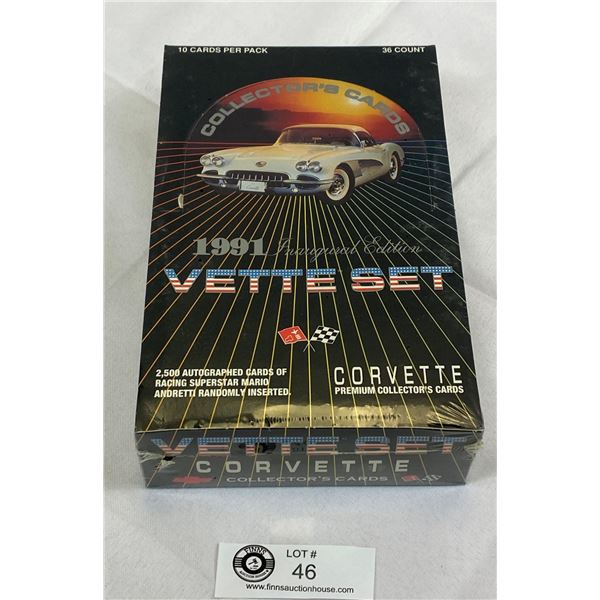 10 CARDS PER PACK
36 COUNT
COLLECTOR'S CARDS
1991 Inaugural Edition
VETTE SET
2,500 AUTOGRAPHED CARDS OF
RACING SUPERSTAR MARIO
ANDRETTI RANDOMLY INSERTED.
CORVETTE
PREMIUM COLLECTOR'S CARDS
VETTE SET
CORVETTE
COLLECTOR'S CARDS
FINNS
AUCTION HOUSE
LOT #
46
www.finnsauctionhouse.com